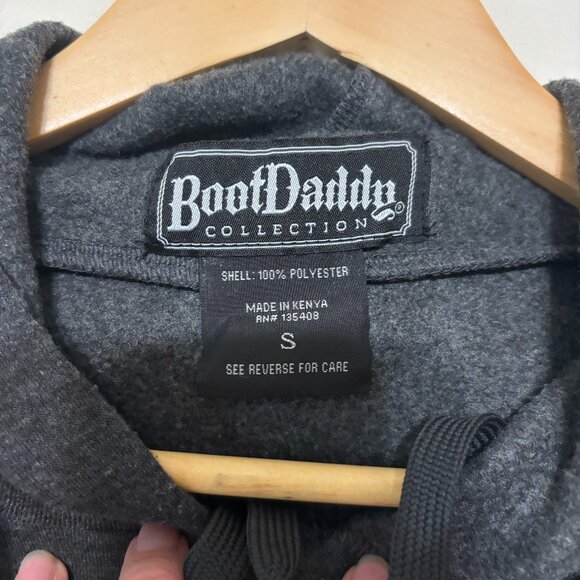 BootDaddy
COLLECTION
SHELL: 100% POLYESTER
MADE IN KENYA
RN# 135408
S
SEE REVERSE FOR CARE